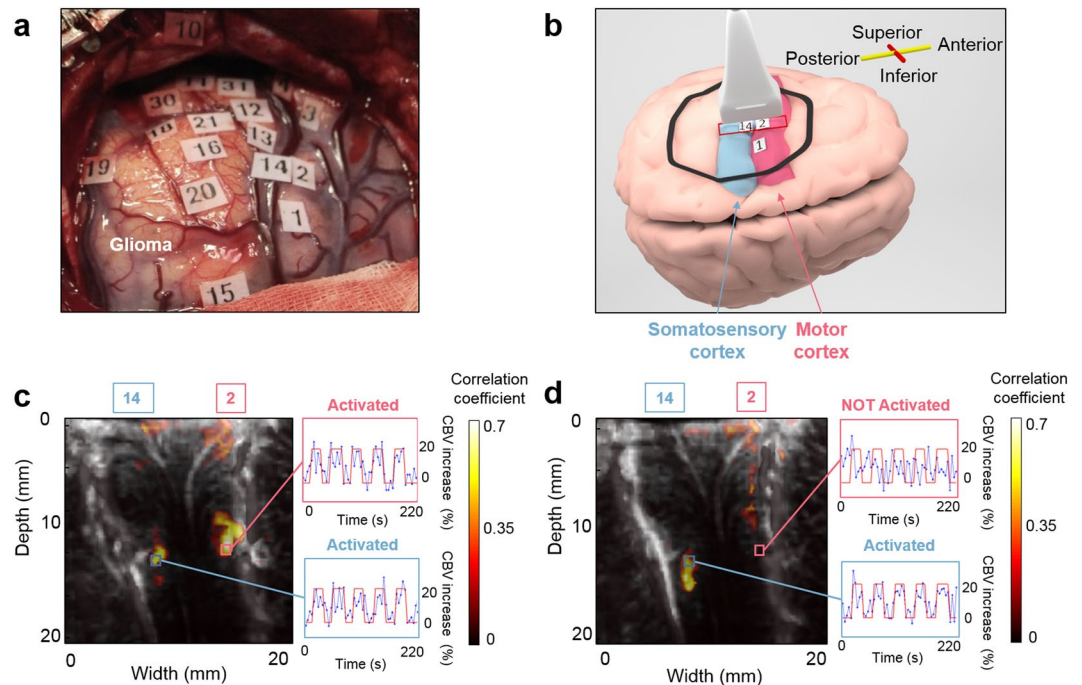 a
10
11
31
4
30
12
3
21
18
13
16
19
14
2
20
1
Glioma
15
b
Superior
Posterior
Anterior
Inferior
14
2
1
Somatosensory
cortex
Motor
cortex
c
14
2
Activated
Correlation
coefficient
0
10
20
Depth (mm)
0
20
Width (mm)
20
0
CBV increase (%)
0
220
Time (s)
Activated
20
0
CBV increase (%)
0
220
Time (s)
0.7
0.35
0
d
14
2
NOT Activated
Correlation
coefficient
0
10
20
Depth (mm)
0
20
Width (mm)
20
0
CBV increase (%)
0
220
Time (s)
Activated
20
0
CBV increase (%)
0
220
Time (s)
0.7
0.35
0